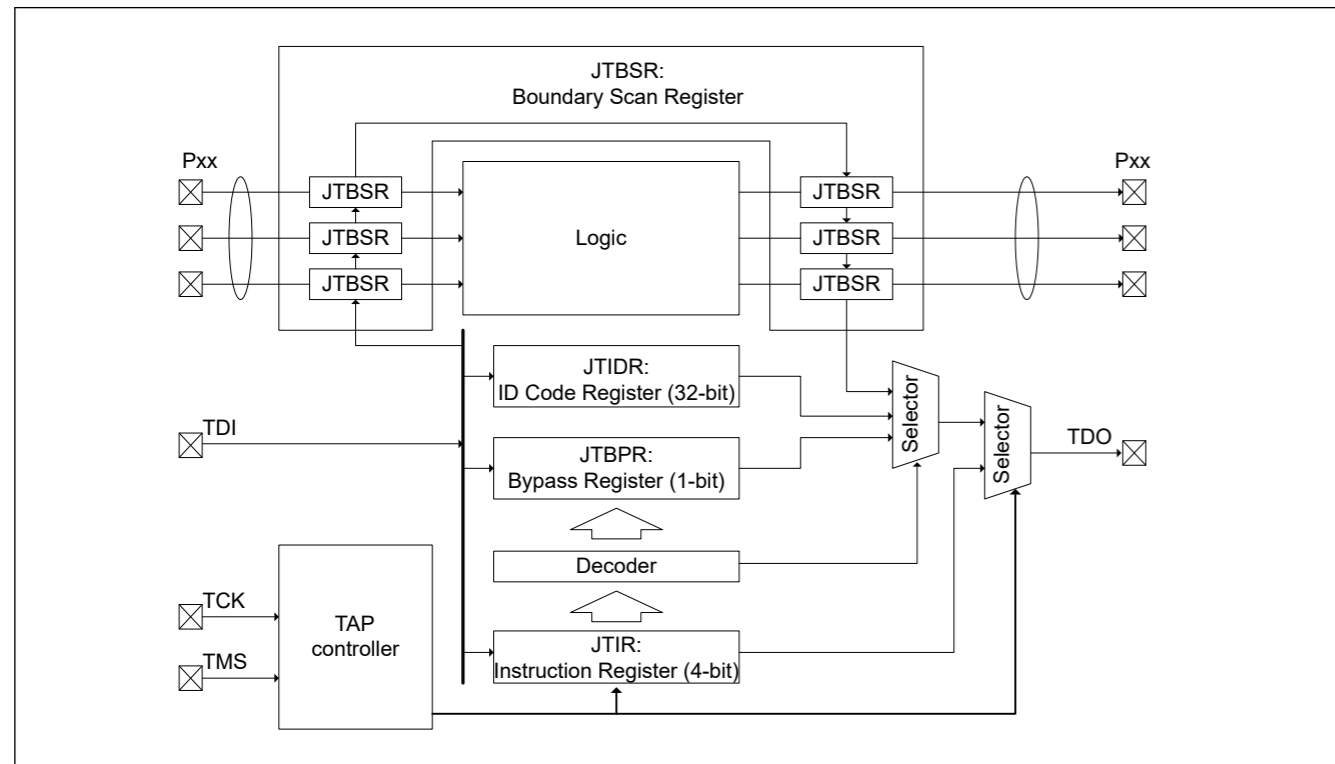 JTBSR:
Boundary Scan Register
Pxx
Pxx
JTBSR
JTBSR
JTBSR
JTBSR
JTBSR
JTBSR
Logic
JTIDR:
ID Code Register (32-bit)
Selector
Selector
TDI
TDO
JTBPR:
Bypass Register (1-bit)
Decoder
TCK
TMS
TAP
controller
JTIR:
Instruction Register (4-bit)